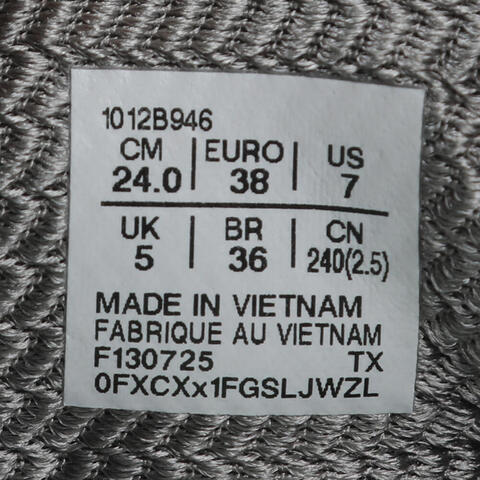 1012B946
CM | EURO | US
24.0 | 38 | 7
UK | BR | CN
5 | 36 | 240(2.5)
MADE IN VIETNAM
FABRIQUE AU VIETNAM
F130725 TX
0FXCXx1FGSLJWZL